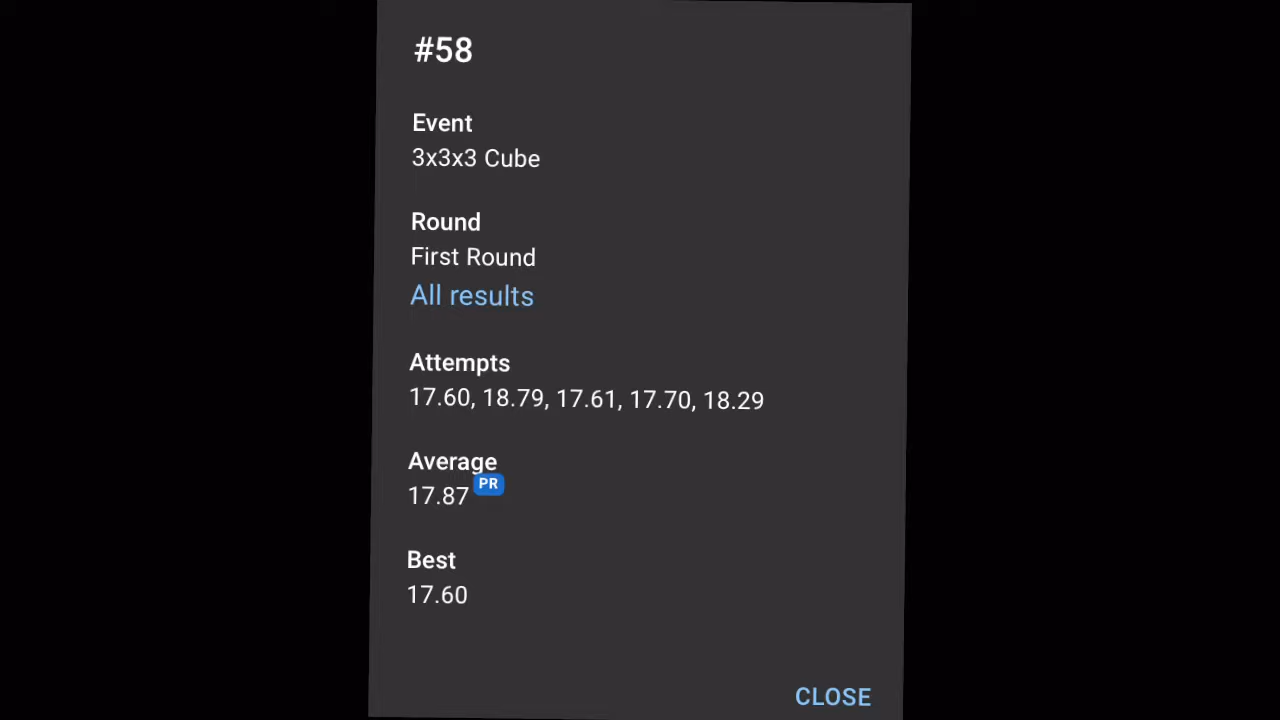 #58
Event
3x3x3 Cube
Round
First Round
All results
Attempts
17.60, 18.79, 17.61, 17.70, 18.29
Average
17.87 PR
Best
17.60
CLOSE